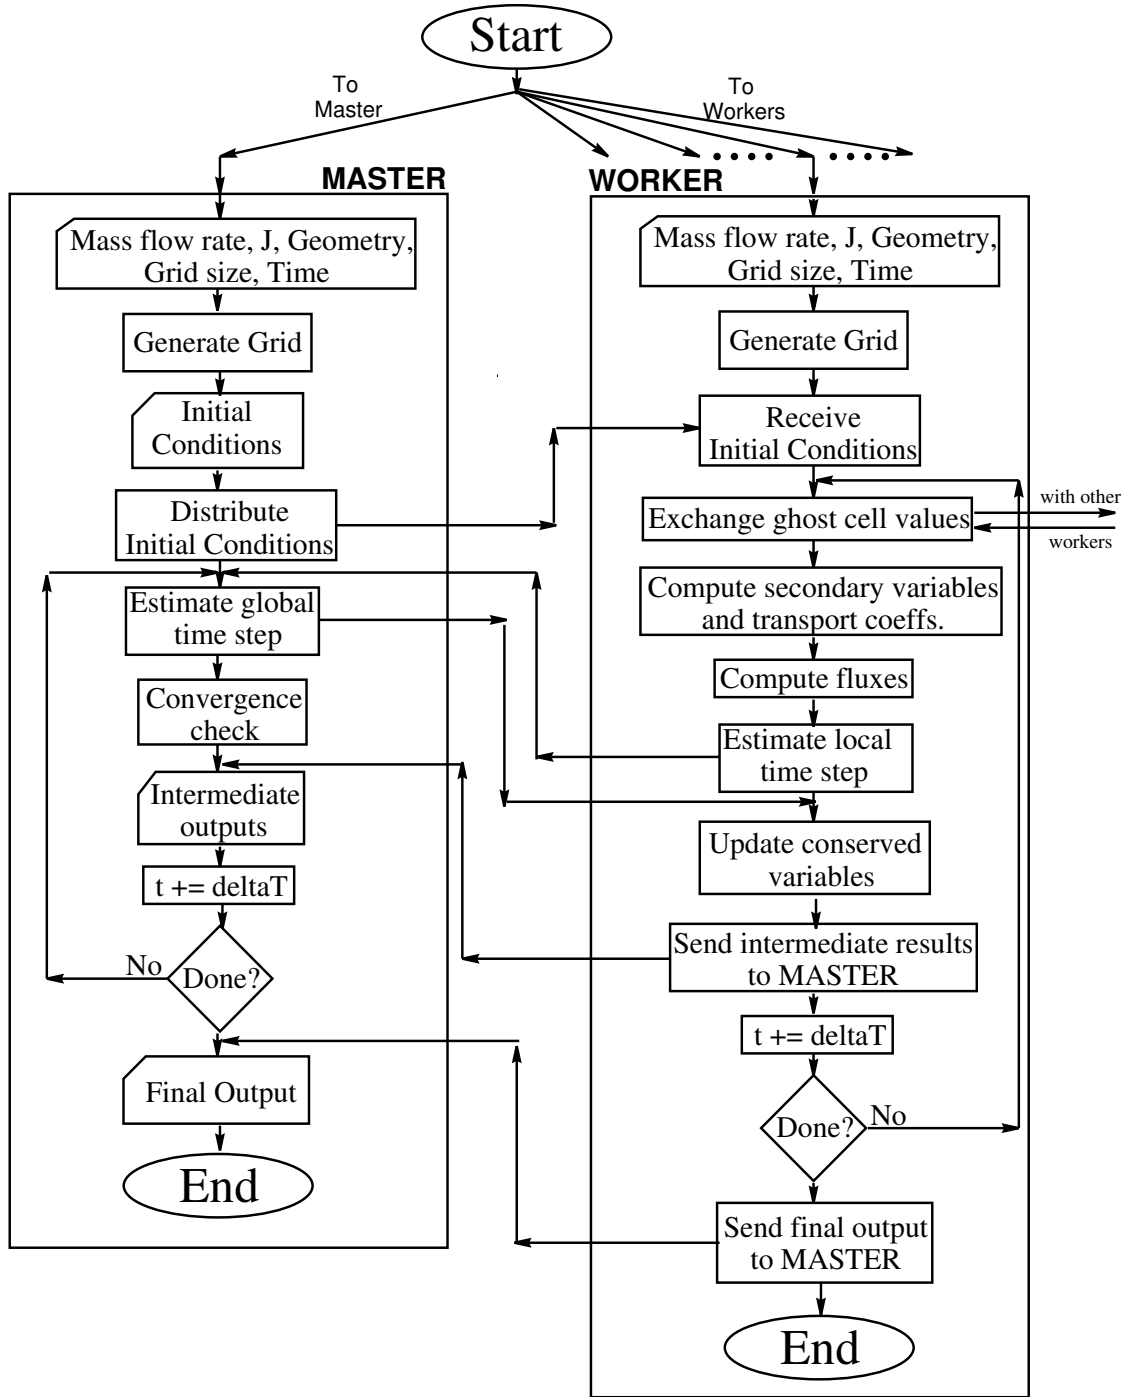 Start
To
Master
To
Workers
MASTER
Mass flow rate, J, Geometry,
Grid size, Time
Generate Grid
Initial
Conditions
Distribute
Initial Conditions
Estimate global
time step
Convergence
check
Intermediate
outputs
t += deltaT
No
Done?
Final Output
End
WORKER
Mass flow rate, J, Geometry,
Grid size, Time
Generate Grid
Receive
Initial Conditions
Exchange ghost cell values
with other
workers
Compute secondary variables
and transport coeffs.
Compute fluxes
Estimate local
time step
Update conserved
variables
Send intermediate results
to MASTER
t += deltaT
Done?
No
Send final output
to MASTER
End